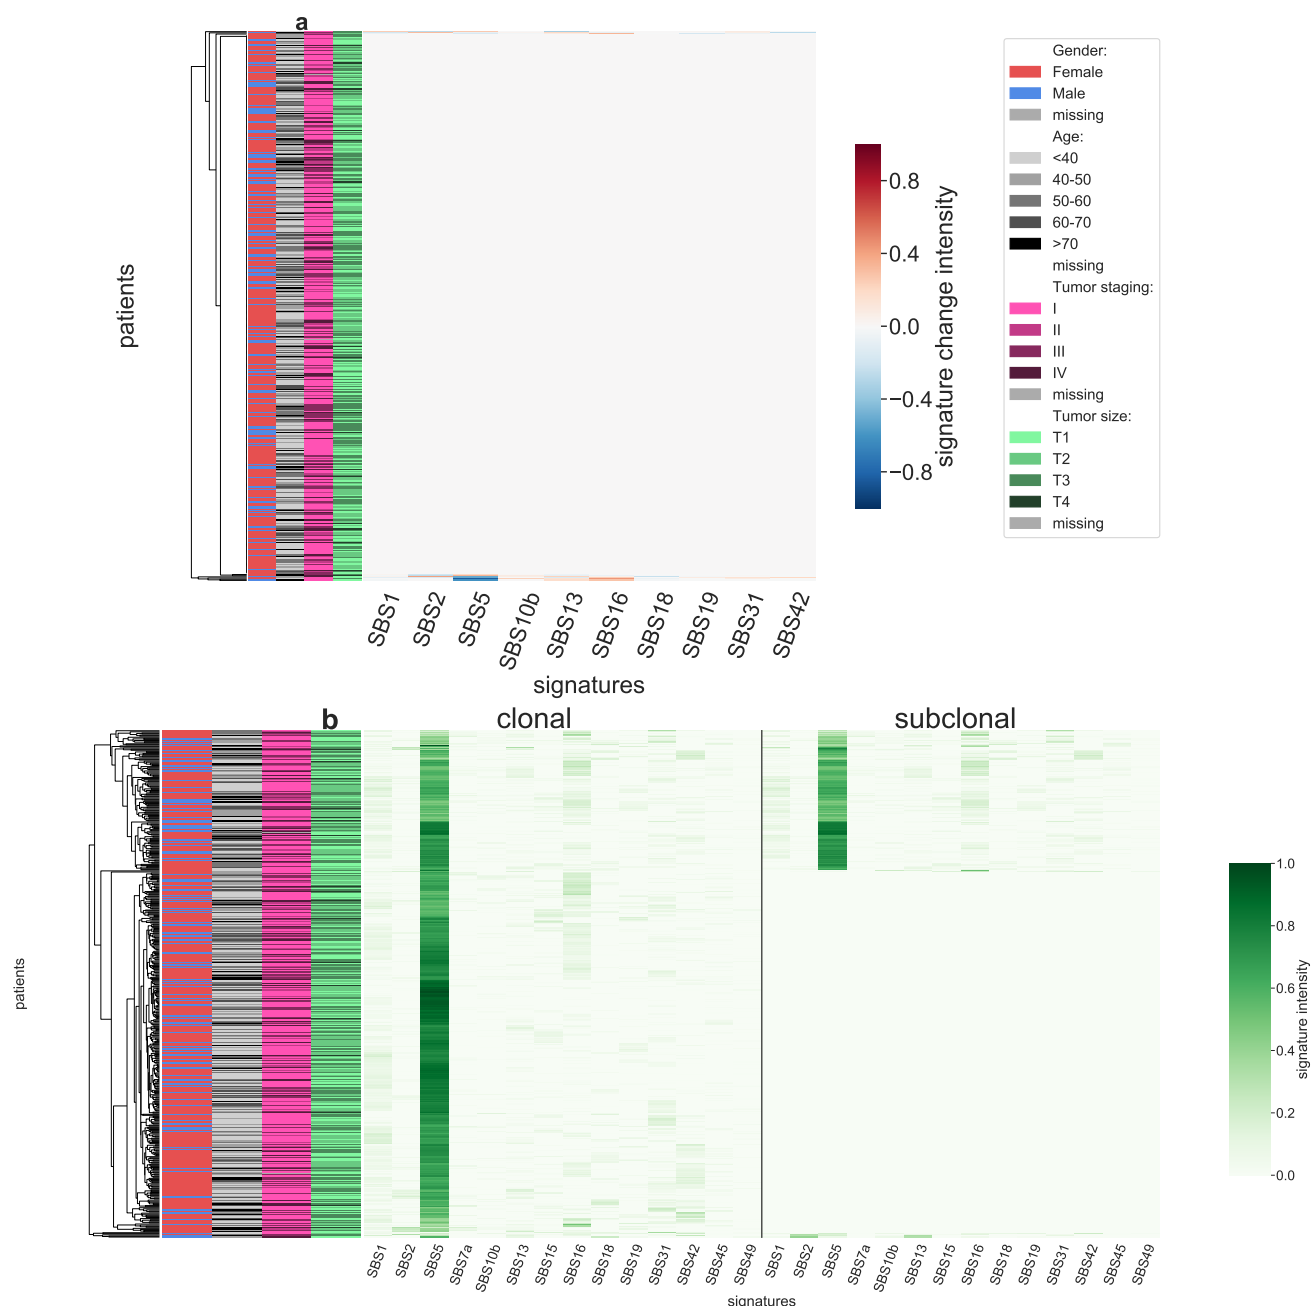 a
patients
SBS1
SBS2
SBS5
SBS10b
SBS13
SBS16
SBS18
SBS19
SBS31
SBS42
signatures
0.8
0.4
0.0
−0.4
−0.8
signature change intensity
Gender:
Female
Male
missing
Age:
<40
40-50
50-60
60-70
>70
missing
Tumor staging:
I
II
III
IV
missing
Tumor size:
T1
T2
T3
T4
missing
b
clonal
subclonal
patients
SBS1
SBS2
SBS5
SBS7a
SBS10b
SBS13
SBS15
SBS16
SBS18
SBS19
SBS31
SBS42
SBS45
SBS49
SBS1
SBS2
SBS5
SBS7a
SBS10b
SBS13
SBS15
SBS16
SBS18
SBS19
SBS31
SBS42
SBS45
SBS49
signatures
1.0
0.8
0.6
0.4
0.2
0.0
signature intensity